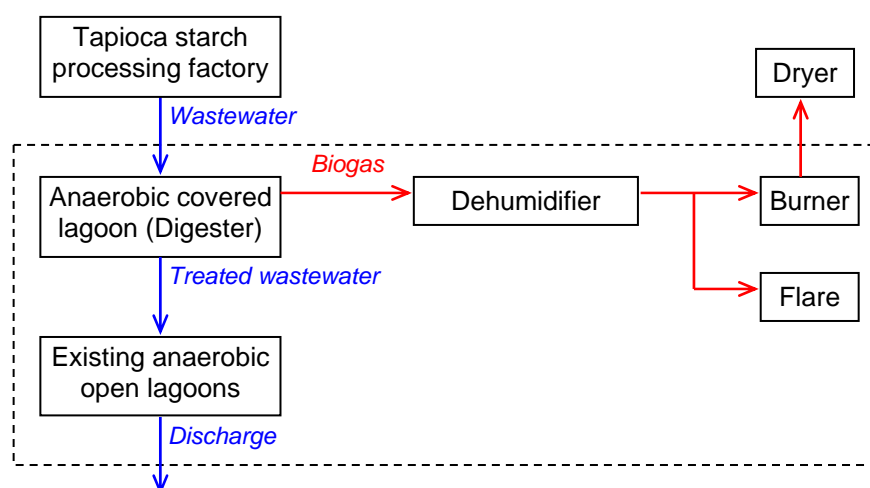 Tapioca starch
processing factory
Dryer
Wastewater
Biogas
Anaerobic covered
lagoon (Digester)
Dehumidifier
Burner
Treated wastewater
Flare
Existing anaerobic
open lagoons
Discharge